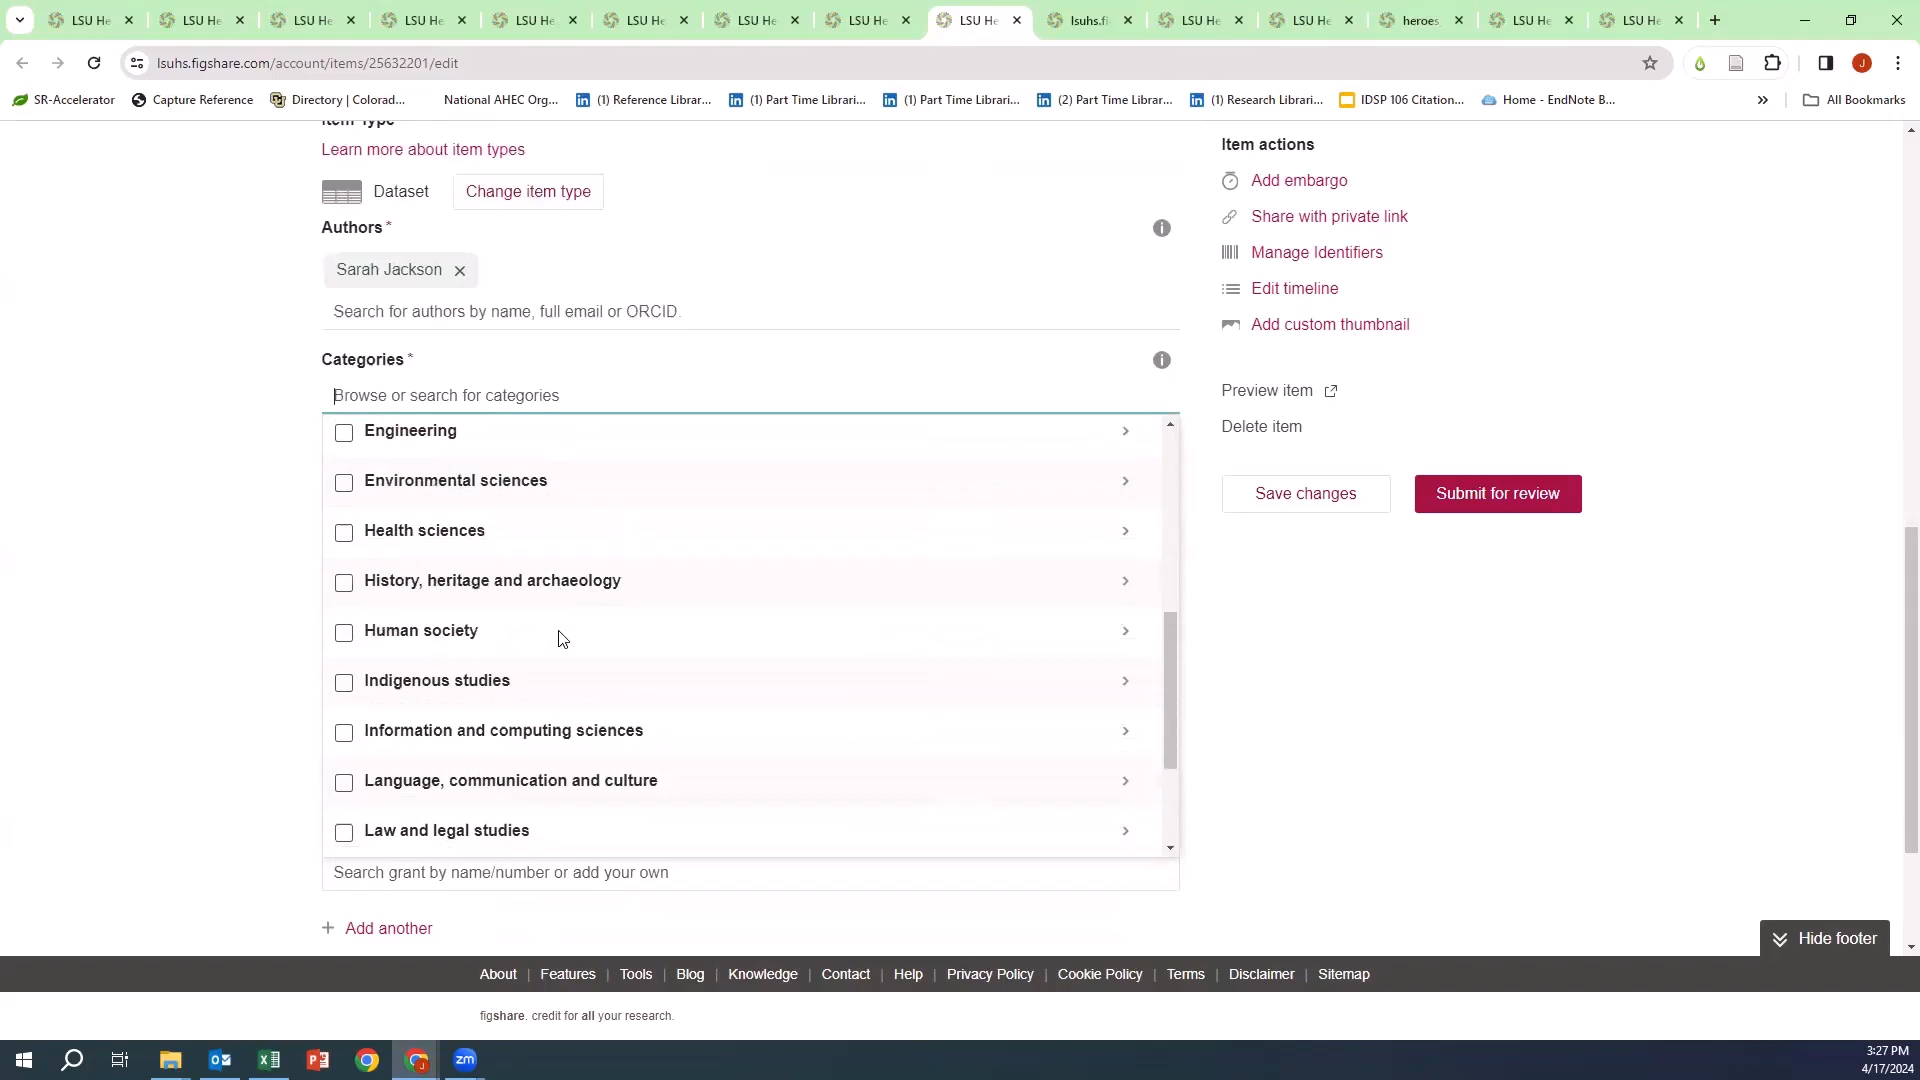 LSU He
LSU He
LSU He
LSU He
LSU He
LSU He
LSU He
LSU He
LSU He
lsuhs.fi
LSU He
LSU He
heroes
LSU He
LSU He
lsuhs.figshare.com/account/items/25632201/edit
J
SR-Accelerator
Capture Reference
Directory | Colorad...
National AHEC Org...
(1) Reference Librar...
(1) Part Time Librari...
(1) Part Time Librari...
(2) Part Time Librar...
(1) Research Librari...
IDSP 106 Citation...
Home - EndNote B...
All Bookmarks
Item Type
Learn more about item types
Dataset
Change item type
Authors *
Sarah Jackson
Search for authors by name, full email or ORCID.
Categories *
Browse or search for categories
Engineering
Environmental sciences
Health sciences
History, heritage and archaeology
Human society
Indigenous studies
Information and computing sciences
Language, communication and culture
Law and legal studies
Search grant by name/number or add your own
+ Add another
Item actions
Add embargo
Share with private link
Manage Identifiers
Edit timeline
Add custom thumbnail
Preview item
Delete item
Save changes
Submit for review
Hide footer
About | Features | Tools | Blog | Knowledge | Contact | Help | Privacy Policy | Cookie Policy | Terms | Disclaimer | Sitemap
figshare. credit for all your research.
zm
3:27 PM
4/17/2024